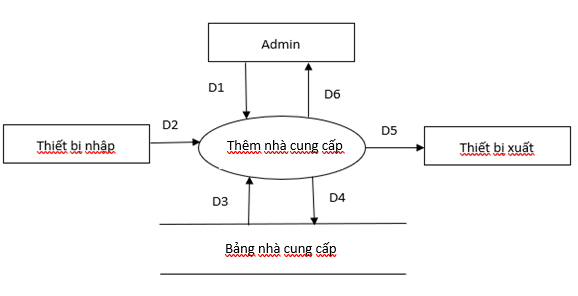 Admin
D1
D6
D2
D5
Thiết bị nhập
Thêm nhà cung cấp
Thiết bị xuất
D3
D4
Bảng nhà cung cấp